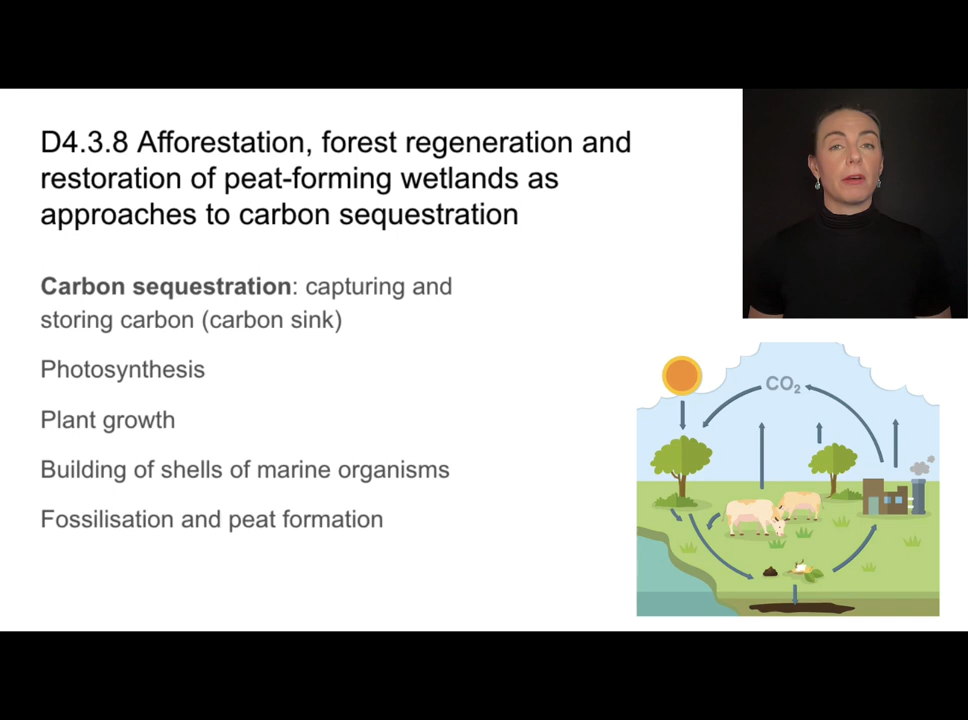 D4.3.8 Afforestation, forest regeneration and
restoration of peat-forming wetlands as
approaches to carbon sequestration
Carbon sequestration: capturing and
storing carbon (carbon sink)
Photosynthesis
Plant growth
Building of shells of marine organisms
Fossilisation and peat formation
CO₂